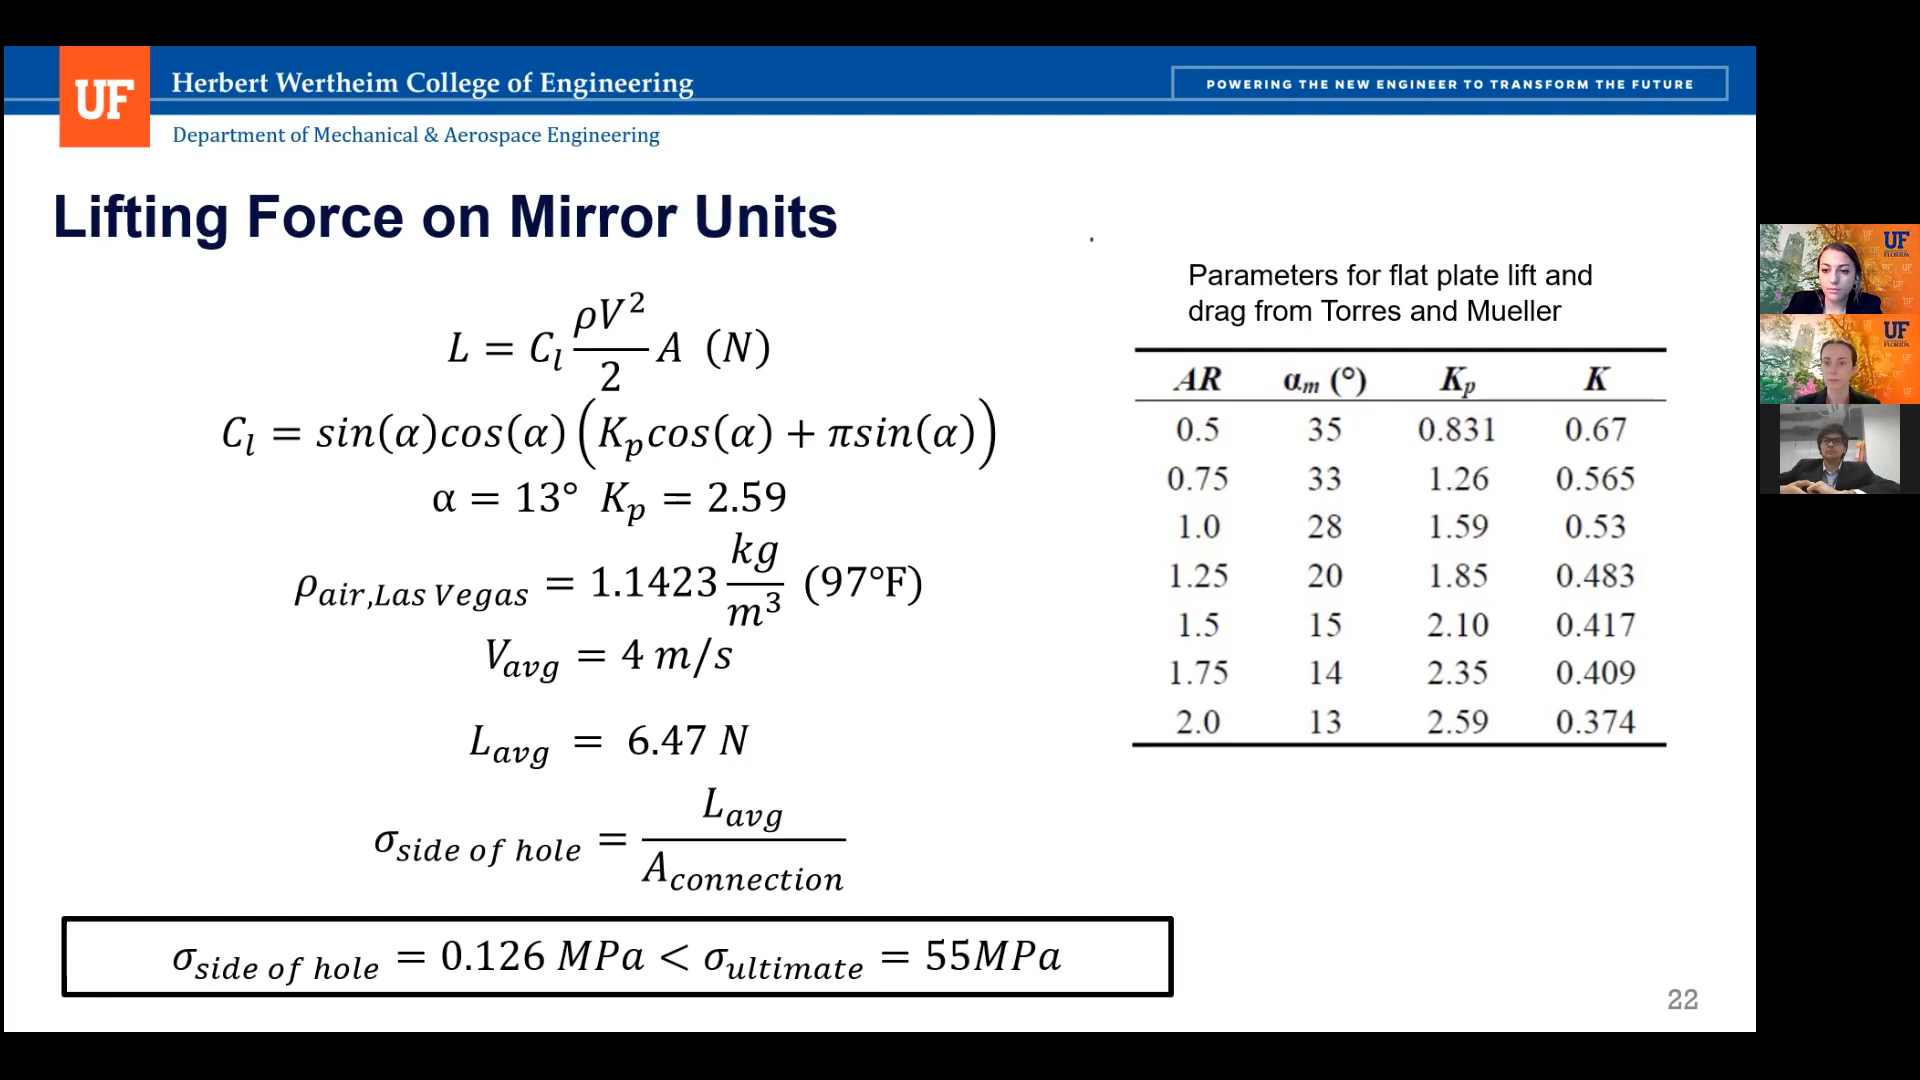 UF
Herbert Wertheim College of Engineering
POWERING THE NEW ENGINEER TO TRANSFORM THE FUTURE
Department of Mechanical & Aerospace Engineering
Lifting Force on Mirror Units
L = C_l ρV²/2 A (N)
C_l = sin(α)cos(α)(K_p cos(α) + πsin(α))
α = 13° K_p = 2.59
ρ_air,Las Vegas = 1.1423 kg/m³ (97°F)
V_avg = 4 m/s
L_avg = 6.47 N
σ_side of hole = L_avg/A_connection
σ_side of hole = 0.126 MPa < σ_ultimate = 55MPa
Parameters for flat plate lift and
drag from Torres and Mueller
AR α_m (°) K_p K
0.5 35 0.831 0.67
0.75 33 1.26 0.565
1.0 28 1.59 0.53
1.25 20 1.85 0.483
1.5 15 2.10 0.417
1.75 14 2.35 0.409
2.0 13 2.59 0.374
22
UF
FLORIDA
UF
FLORIDA